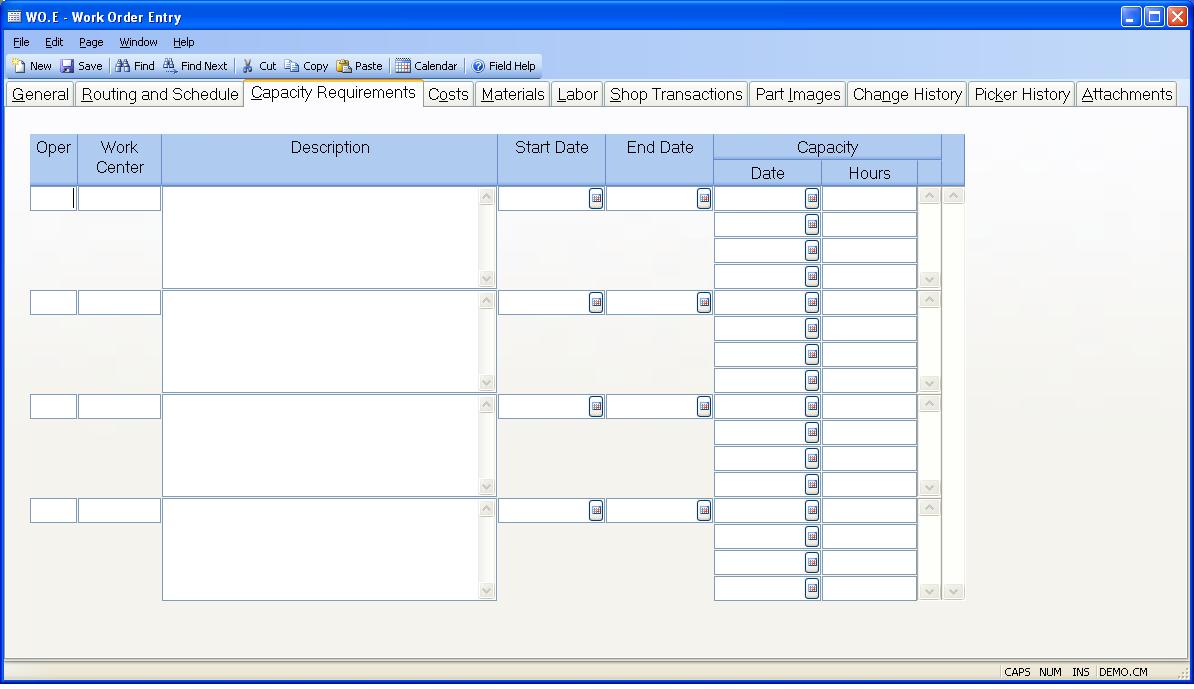 WO.E - Work Order Entry
File Edit Page Window Help
New Save Find Find Next Cut Copy Paste Calendar Field Help
General Routing and Schedule Capacity Requirements Costs Materials Labor Shop Transactions Part Images Change History Picker History Attachments
Oper Work Center Description Start Date End Date Capacity
Date Hours
CAPS NUM INS DEMO.CM